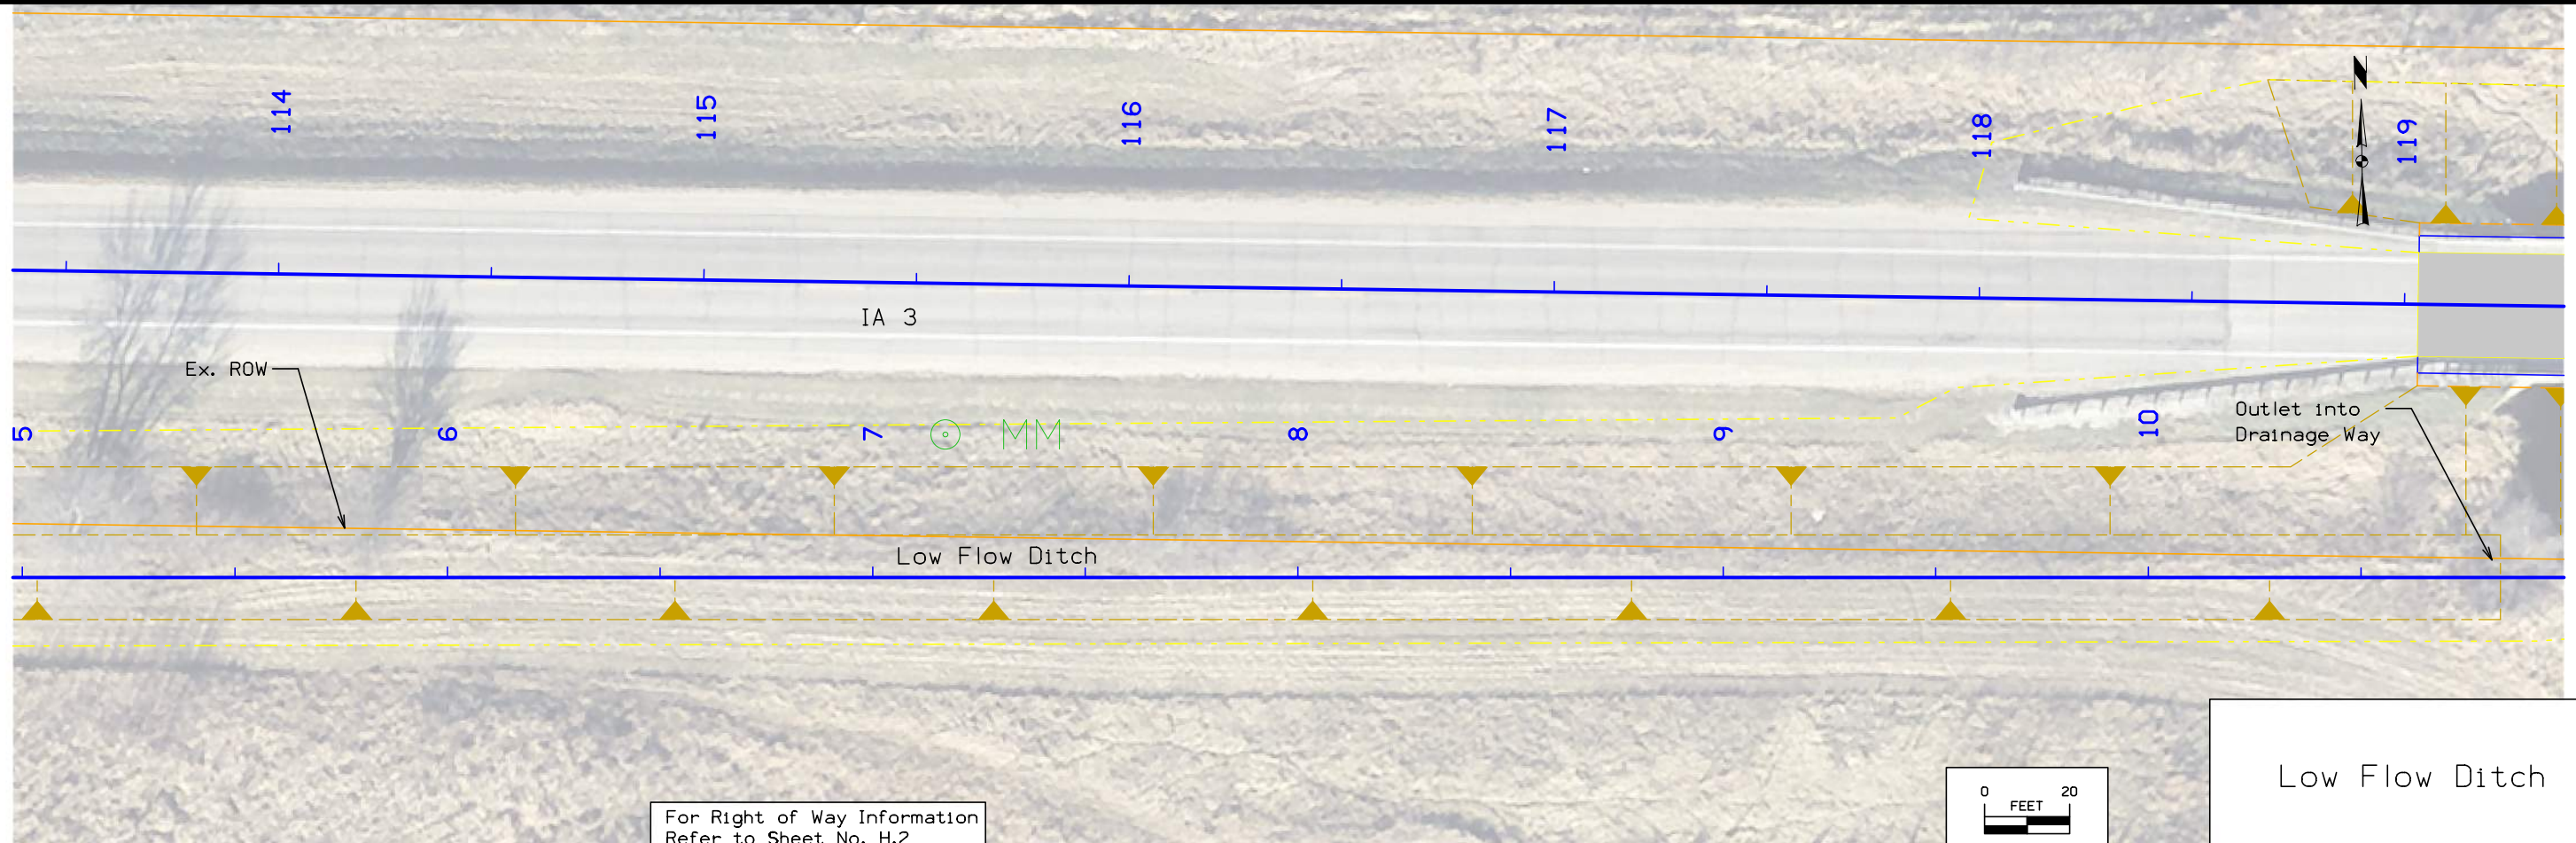 114
115
116
117
118
119
N
IA 3
Ex. ROW
5
6
7
MM
8
9
10
Outlet into
Drainage Way
Low Flow Ditch
Low Flow Ditch
0 20
FEET
For Right of Way Information
Refer to Sheet No. H.2